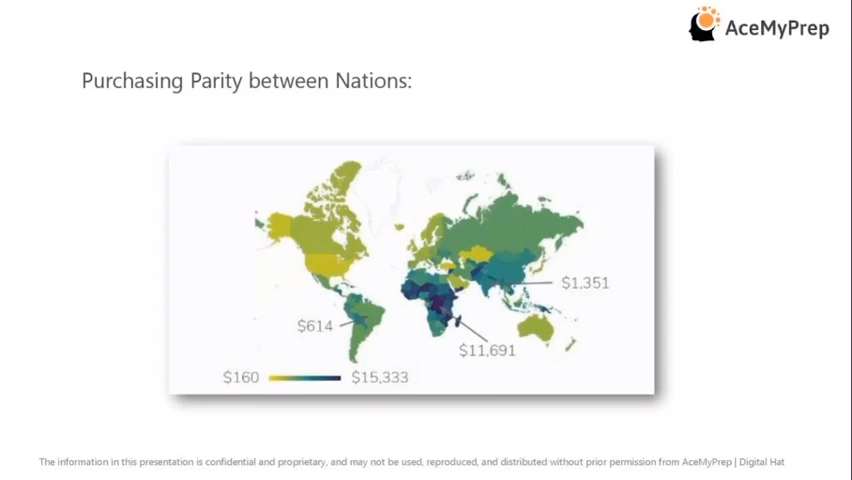 AceMyPrep
Purchasing Parity between Nations:
$1,351
$614
$11,691
$160
$15,333
The information in this presentation is confidential and proprietary, and may not be used, reproduced, and distributed without prior permission from AceMyPrep | Digital Hat